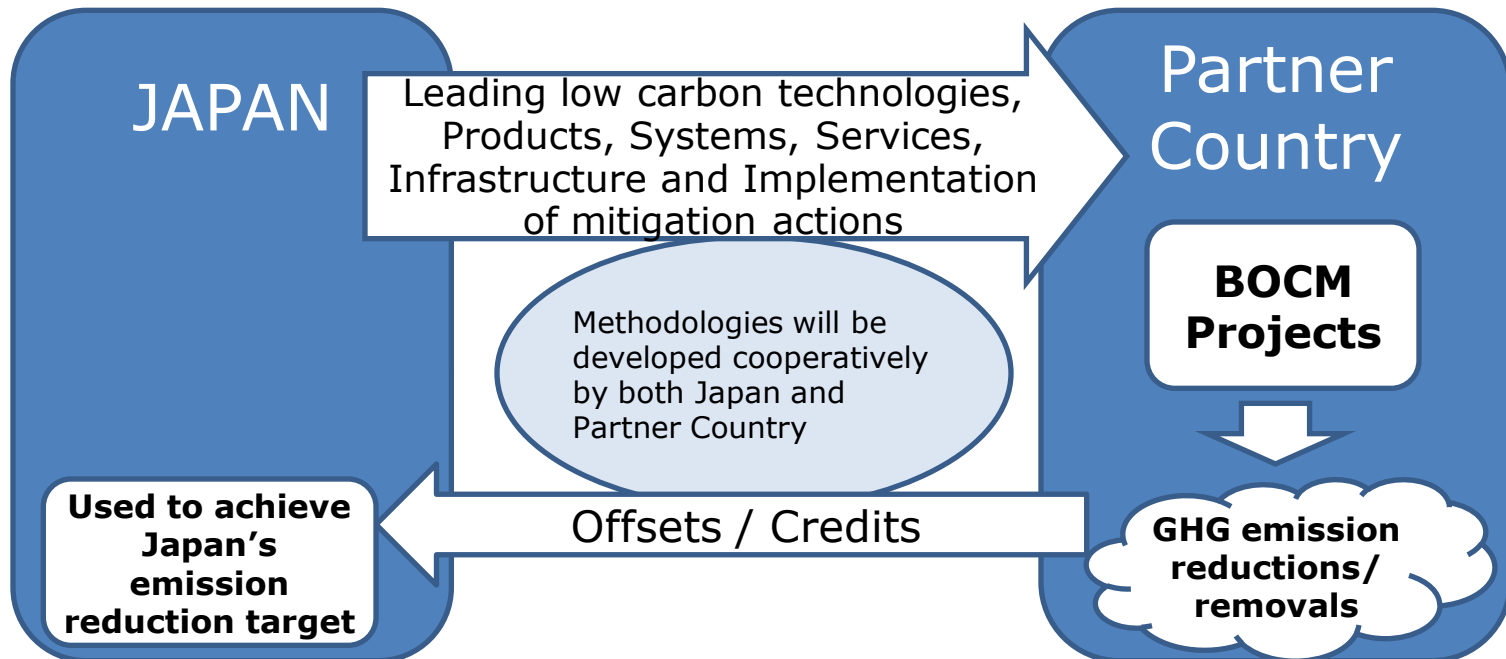 JAPAN
Leading low carbon technologies,
Products, Systems, Services,
Infrastructure and Implementation
of mitigation actions
Partner
Country
BOCM
Projects
Methodologies will be
developed cooperatively
by both Japan and
Partner Country
Used to achieve
Japan’s
emission
reduction target
Offsets / Credits
GHG emission
reductions/
removals